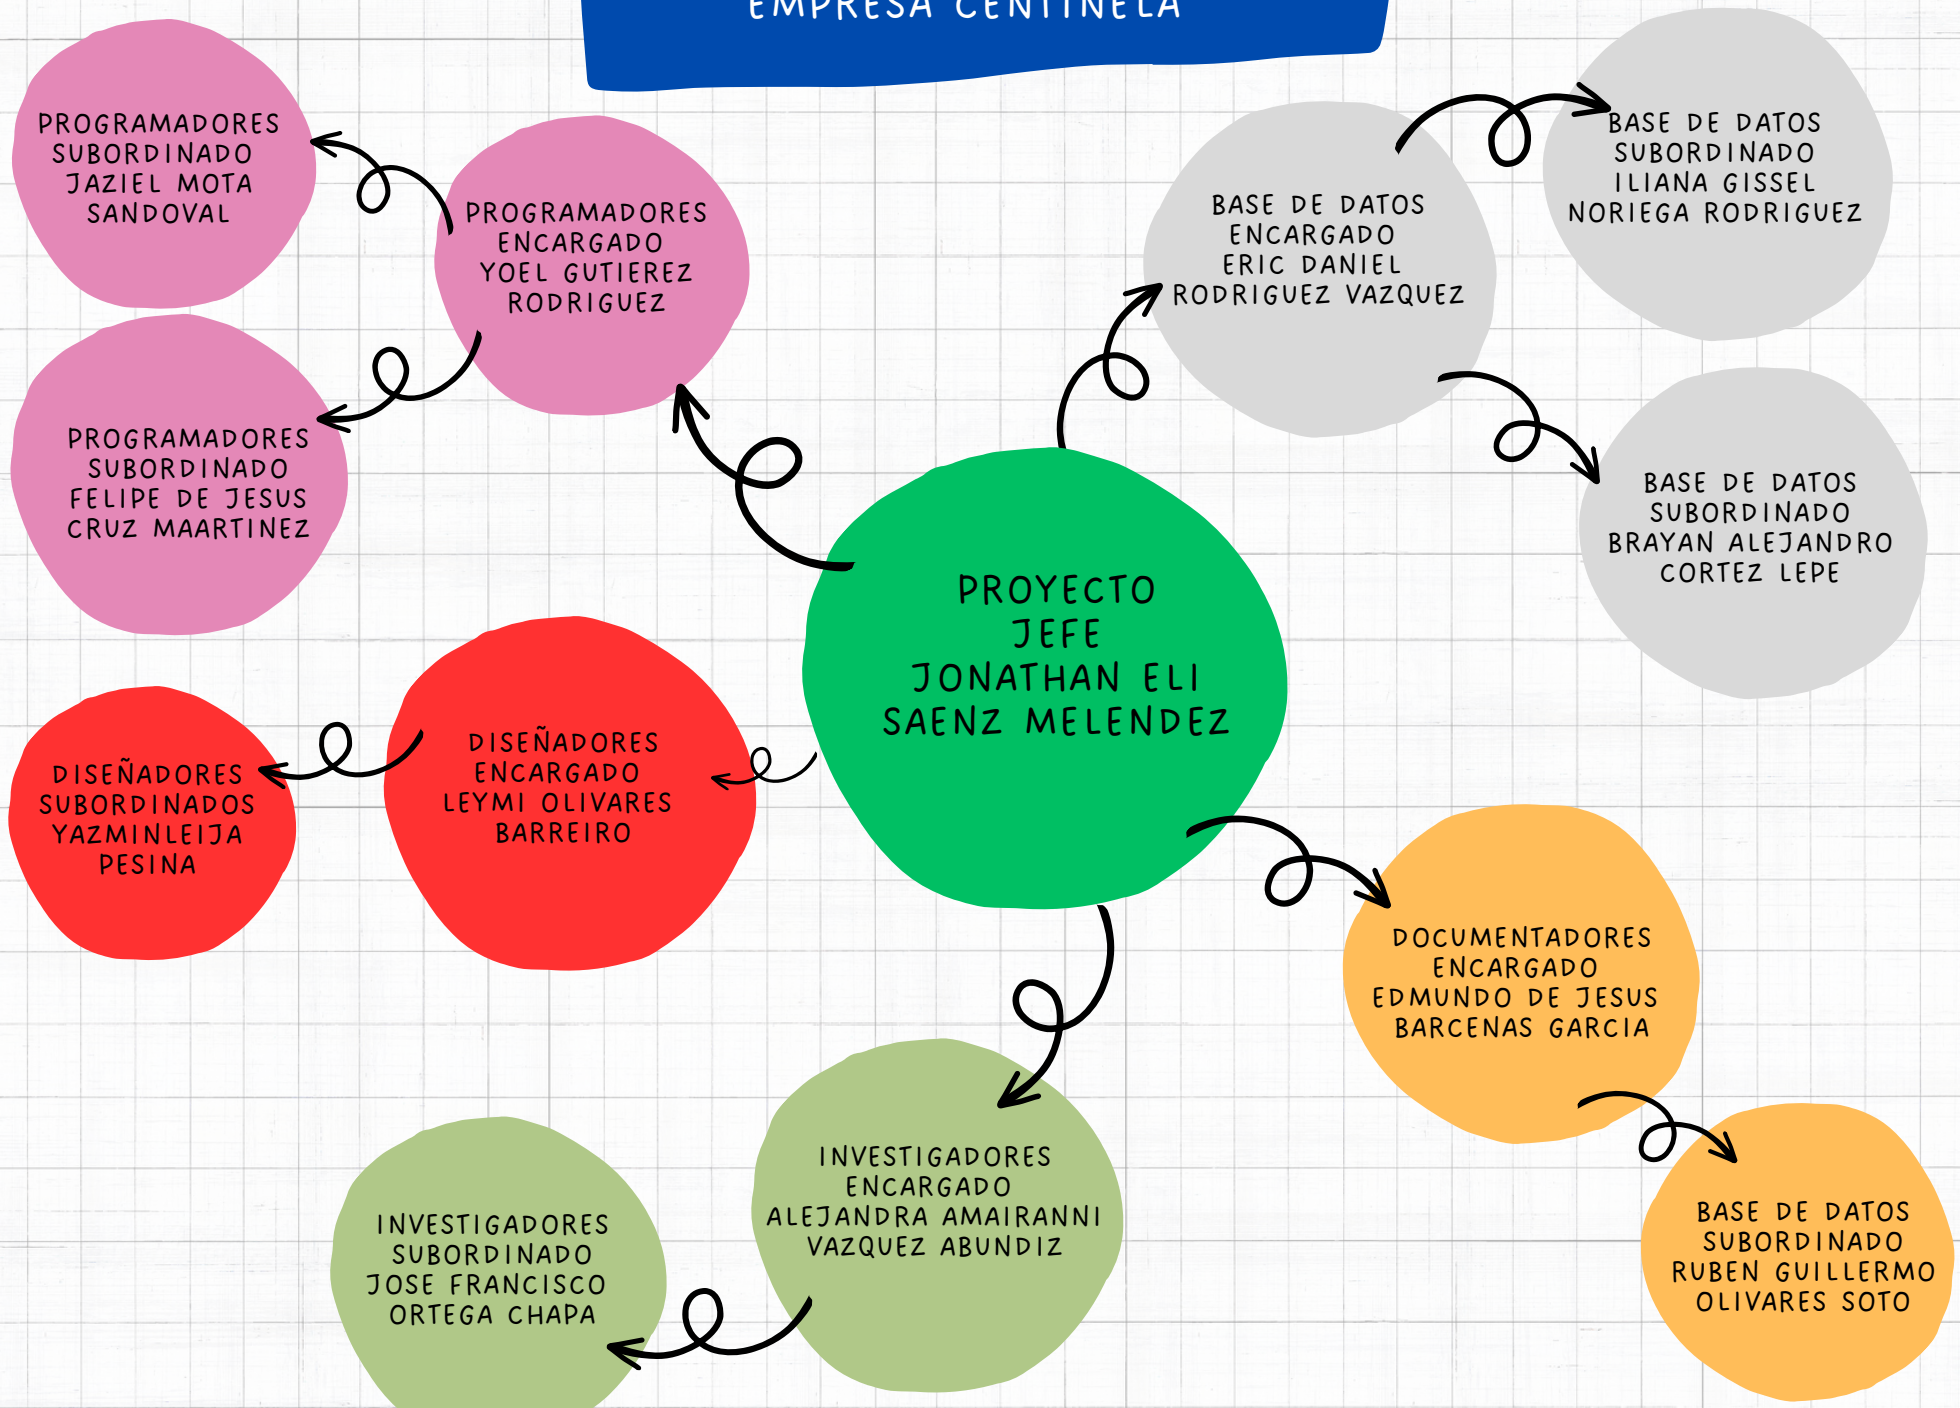 EMPRESA CENTINELA
PROGRAMADORES
SUBORDINADO
JAZIEL MOTA
SANDOVAL
PROGRAMADORES
ENCARGADO
YOEL GUTIEREZ
RODRIGUEZ
BASE DE DATOS
ENCARGADO
ERIC DANIEL
RODRIGUEZ VAZQUEZ
BASE DE DATOS
SUBORDINADO
ILIANA GISSEL
NORIEGA RODRIGUEZ
PROGRAMADORES
SUBORDINADO
FELIPE DE JESUS
CRUZ MAARTINEZ
BASE DE DATOS
SUBORDINADO
BRAYAN ALEJANDRO
CORTEZ LEPE
PROYECTO
JEFE
JONATHAN ELI
SAENZ MELENDEZ
DISEÑADORES
SUBORDINADOS
YAZMINLEIJA
PESINA
DISEÑADORES
ENCARGADO
LEYMI OLIVARES
BARREIRO
DOCUMENTADORES
ENCARGADO
EDMUNDO DE JESUS
BARCENAS GARCIA
INVESTIGADORES
SUBORDINADO
JOSE FRANCISCO
ORTEGA CHAPA
INVESTIGADORES
ENCARGADO
ALEJANDRA AMAIRANNI
VAZQUEZ ABUNDIZ
BASE DE DATOS
SUBORDINADO
RUBEN GUILLERMO
OLIVARES SOTO